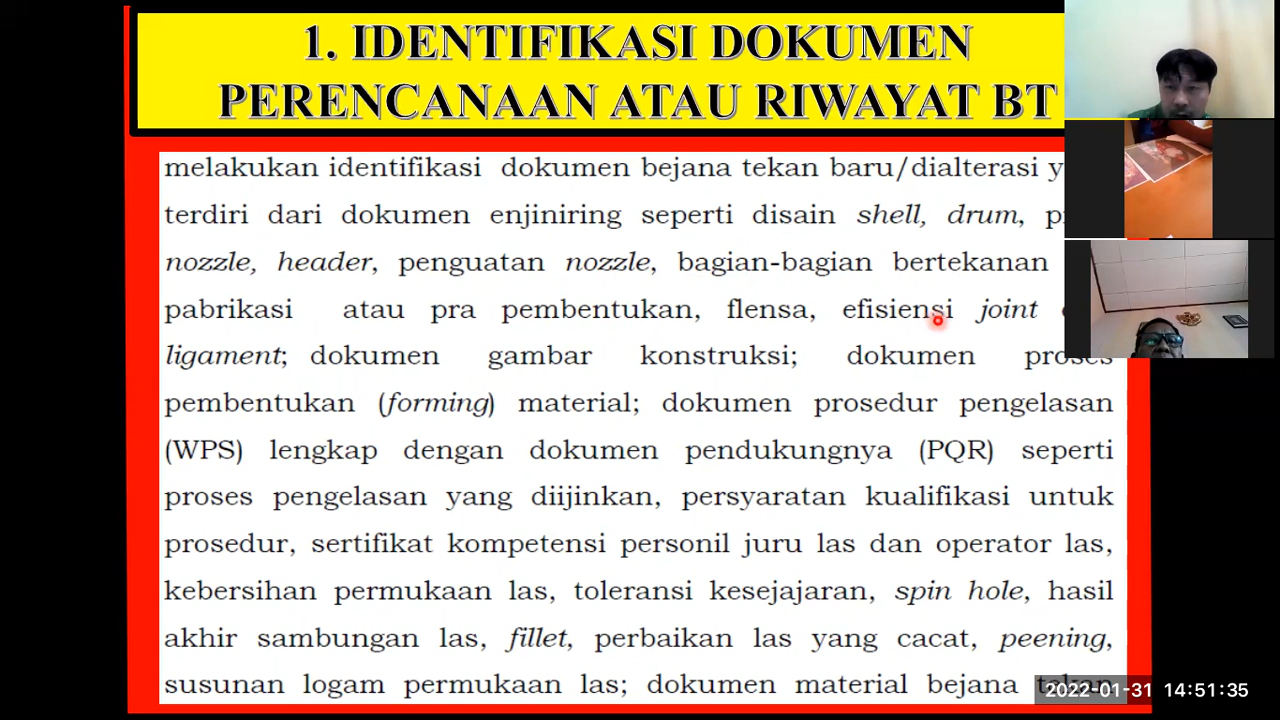 1. IDENTIFIKASI DOKUMEN
PERENCANAAN ATAU RIWAYAT BT
melakukan identifikasi dokumen bejana tekan baru/dialterasi
terdiri dari dokumen enjiniring seperti disain shell, drum,
nozzle, header, penguatan nozzle, bagian-bagian bertekanan
pabrikasi atau pra pembentukan, flensa, efisiensi joint
ligament; dokumen gambar konstruksi; dokumen proses
pembentukan (forming) material; dokumen prosedur pengelasan
(WPS) lengkap dengan dokumen pendukungnya (PQR) seperti
proses pengelasan yang diijinkan, persyaratan kualifikasi untuk
prosedur, sertifikat kompetensi personil juru las dan operator las,
kebersihan permukaan las, toleransi kesejajaran, spin hole, hasil
akhir sambungan las, fillet, perbaikan las yang cacat, peening,
susunan logam permukaan las; dokumen material bejana tekan
2022-01-31 14:51:35